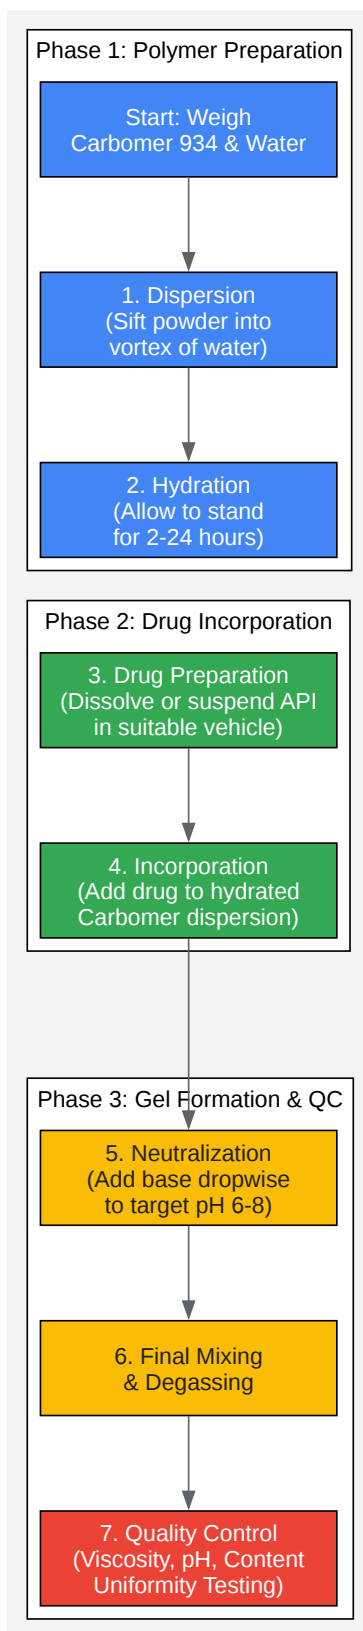 Phase 1: Polymer Preparation
Start: Weigh
Carbomer 934 & Water
1. Dispersion
(Sift powder into
vortex of water)
2. Hydration
(Allow to stand
for 2-24 hours)
Phase 2: Drug Incorporation
3. Drug Preparation
(Dissolve or suspend API
in suitable vehicle)
4. Incorporation
(Add drug to hydrated
Carbomer dispersion)
Phase 3: Gel Formation & QC
5. Neutralization
(Add base dropwise
to target pH 6-8)
6. Final Mixing
& Degassing
7. Quality Control
(Viscosity, pH, Content
Uniformity Testing)